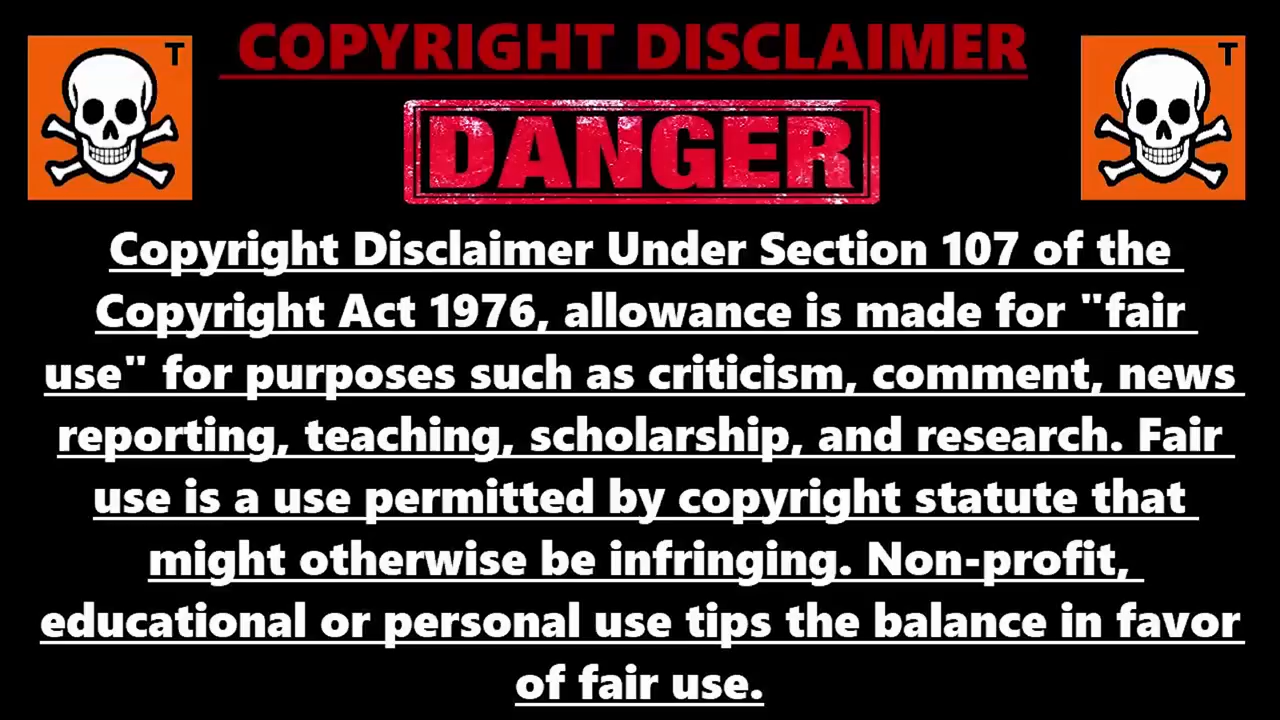 T
COPYRIGHT DISCLAIMER
T
DANGER
Copyright Disclaimer Under Section 107 of the
Copyright Act 1976, allowance is made for "fair
use" for purposes such as criticism, comment, news
reporting, teaching, scholarship, and research. Fair
use is a use permitted by copyright statute that
might otherwise be infringing. Non-profit,
educational or personal use tips the balance in favor
of fair use.